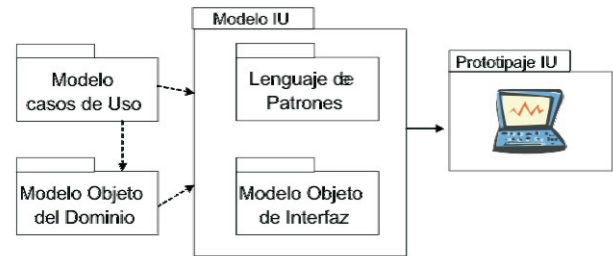 Modelo IU
Modelo
casos de Uso
Lenguaje de
Patrones
Prototipaje IU
Modelo Objeto
del Dominio
Modelo Objeto
de Interfaz